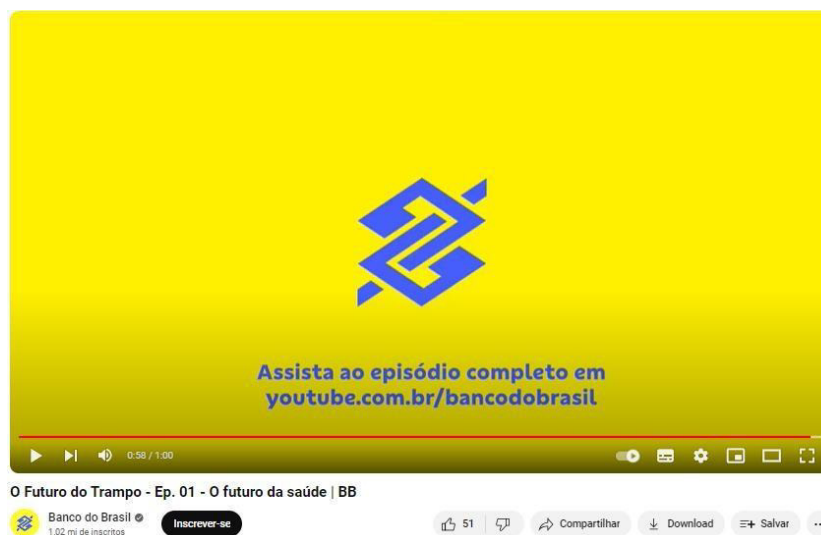 Assista ao episódio completo em
youtube.com.br/bancodobrasil
0:58 / 1:00
O Futuro do Trampo - Ep. 01 - O futuro da saúde | BB
Banco do Brasil
1,02 mi de inscritos
Inscrever-se
51
Compartilhar
Download
Salvar